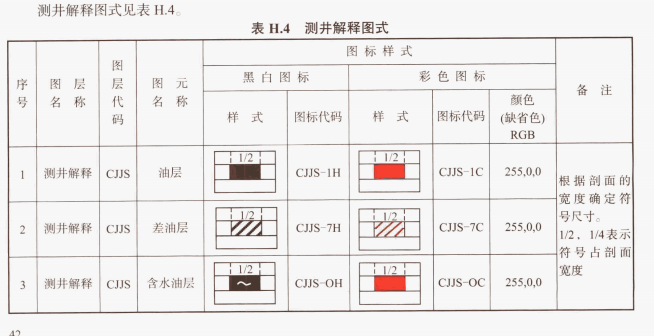 测井解释图式见表 H.4。
表 H.4 测井解释图式
序号 图层名称 图层代码 图元名称 图标样式 备注
黑白图标 彩色图标
样式 图标代码 样式 图标代码 颜色(缺省色)RGB
1 测井解释 CJJS 油层 1/2 CJJS-1H 1/2 CJJS-1C 255,0,0
2 测井解释 CJJS 差油层 1/2 CJJS-7H 1/2 CJJS-7C 255,0,0
3 测井解释 CJJS 含水油层 1/2 CJJS-OH 1/2 CJJS-OC 255,0,0
根据剖面的
宽度确定符
号尺寸。
1/2、1/4表示
符号占剖面
宽度
42